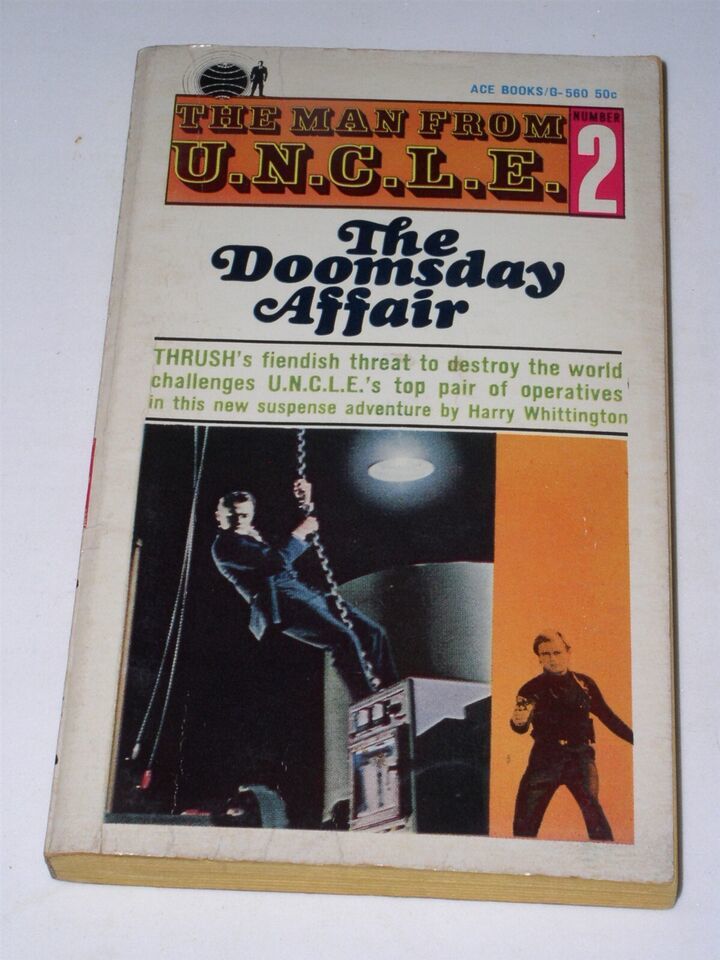 ACE BOOKS/G-560 50c
THE MAN FROM
U.N.C.L.E.
NUMBER
2
The
Doomsday
Affair
THRUSH's fiendish threat to destroy the world
challenges U.N.C.L.E.'s top pair of operatives
in this new suspense adventure by Harry Whittington